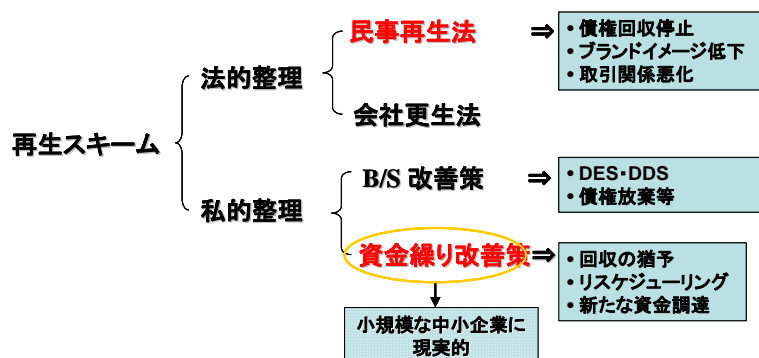 再生スキーム
法的整理
民事再生法
⇒
• 債権回収停止
• ブランドイメージ低下
• 取引関係悪化
会社更生法
私的整理
B/S 改善策
⇒
• DES・DDS
• 債権放棄等
資金繰り改善策
⇒
• 回収の猶予
• リスケジューリング
• 新たな資金調達
小規模な中小企業に
現実的